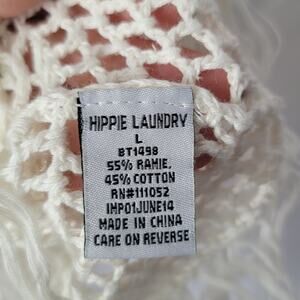 HIPPIE LAUNDRY
L
BT1498
55% RAMIE,
45% COTTON
RN#111052
IMP01JUNE14
MADE IN CHINA
CARE ON REVERSE